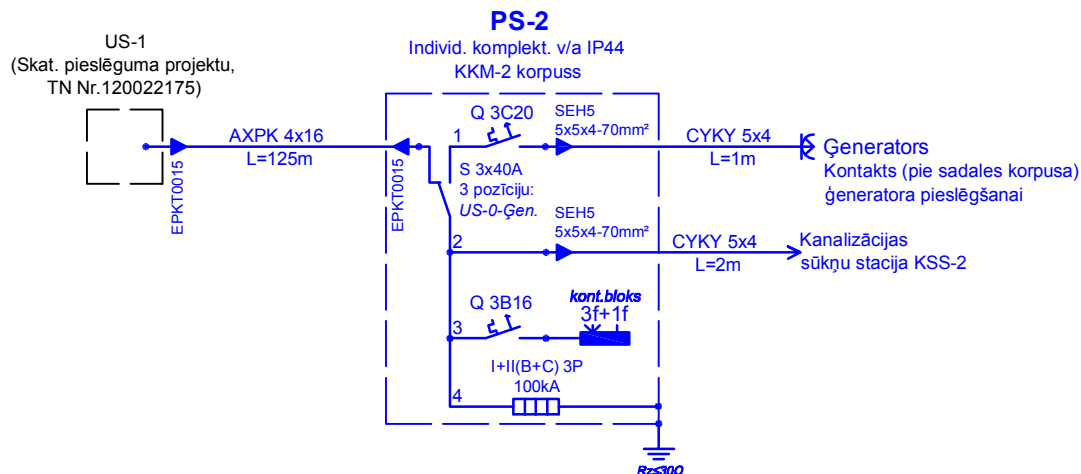 PS-2
Individ. komplekt. v/a IP44
KKM-2 korpuss
US-1
(Skat. pieslēguma projektu,
TN Nr.120022175)
EPKT0015
AXPK 4x16
L=125m
EPKT0015
1
Q 3C20
SEH5
5x5x4-70mm²
CYKY 5x4
L=1m
Ģenerators
Kontakts (pie sadales korpusa)
ģeneratora pieslēgšanai
S 3x40A
3 pozīciju:
US-0-Ģen.
2
SEH5
5x5x4-70mm²
CYKY 5x4
L=2m
Kanalizācijas
sūkņu stacija KSS-2
3
Q 3B16
kont.bloks
3f+1f
4
I+II(B+C) 3P
100kA
Rz≤30Ω